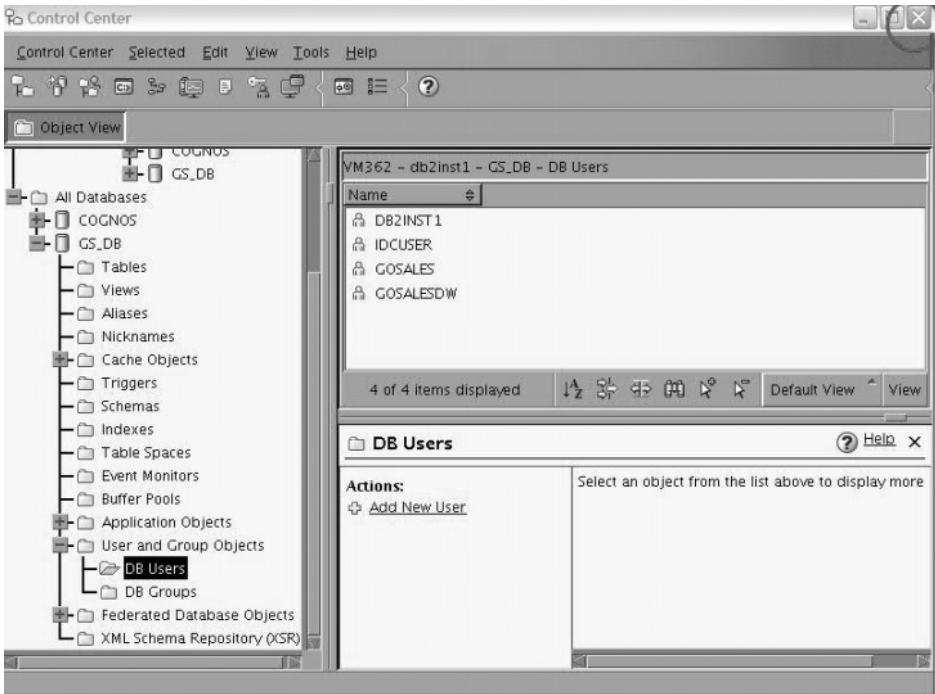 Control Center
Control Center Selected Edit View Tools Help
Object View
COGNOS
GS_DB
All Databases
COGNOS
GS_DB
Tables
Views
Aliases
Nicknames
Cache Objects
Triggers
Schemas
Indexes
Table Spaces
Event Monitors
Buffer Pools
Application Objects
User and Group Objects
DB Users
DB Groups
Federated Database Objects
XML Schema Repository (XSR)
VM362 - db2inst1 - GS_DB - DB Users
Name
DB2INST1
IDCUSER
GOSALES
GOSALESDW
4 of 4 items displayed
Default View
View
DB Users
Help
Actions:
Add New User
Select an object from the list above to display more